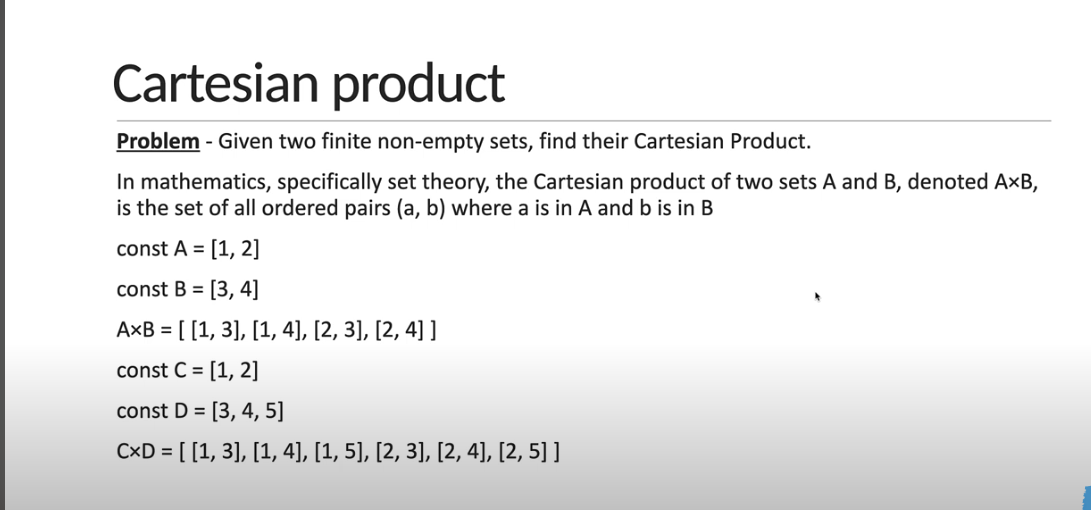 Cartesian product
Problem - Given two finite non-empty sets, find their Cartesian Product.
In mathematics, specifically set theory, the Cartesian product of two sets A and B, denoted A×B,
is the set of all ordered pairs (a, b) where a is in A and b is in B
const A = [1, 2]
const B = [3, 4]
A×B = [ [1, 3], [1, 4], [2, 3], [2, 4] ]
const C = [1, 2]
const D = [3, 4, 5]
C×D = [ [1, 3], [1, 4], [1, 5], [2, 3], [2, 4], [2, 5] ]